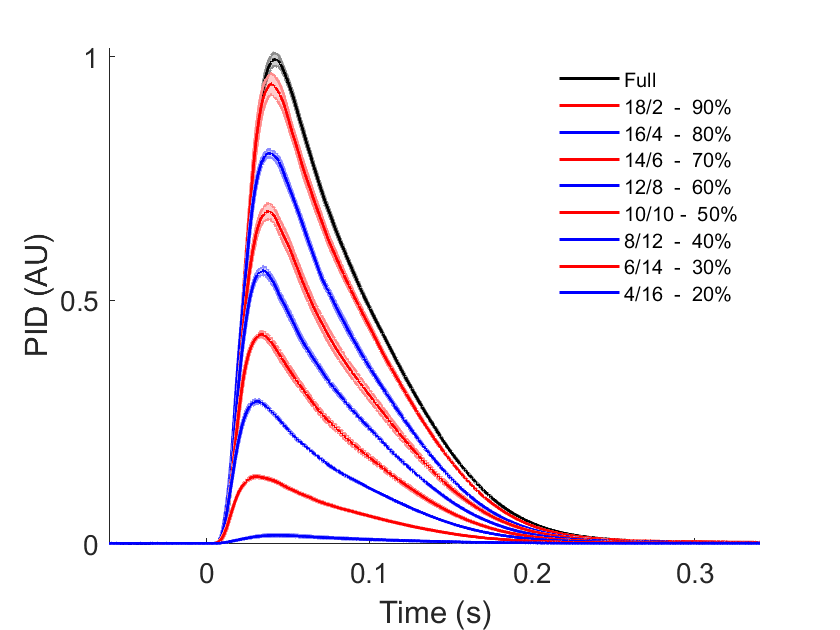 1
0.5
0
PID (AU)
0
0.1
0.2
0.3
Time (s)
Full
18/2 - 90%
16/4 - 80%
14/6 - 70%
12/8 - 60%
10/10 - 50%
8/12 - 40%
6/14 - 30%
4/16 - 20%